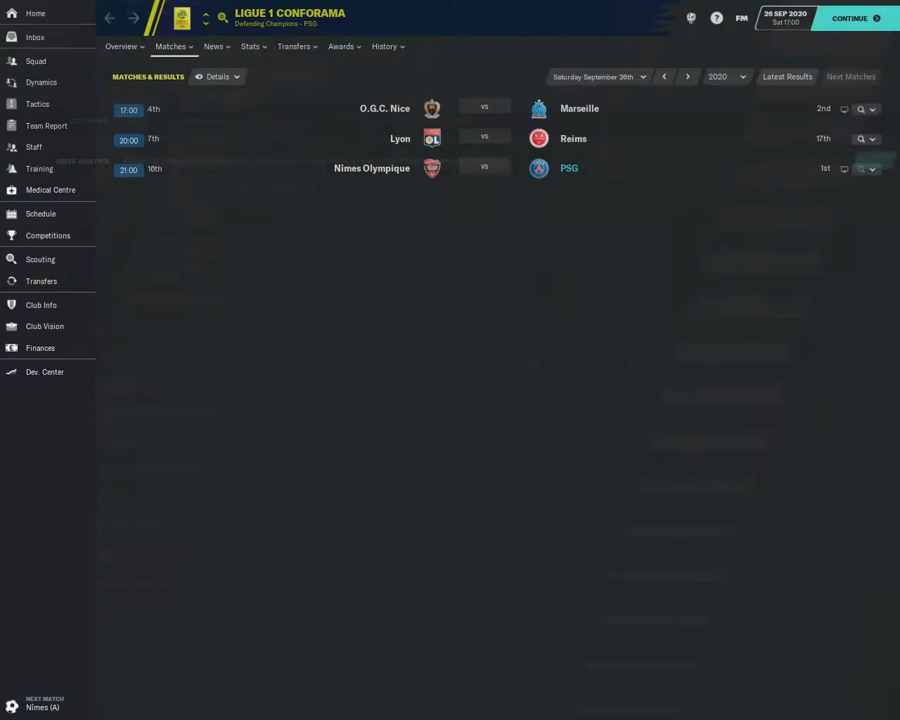 Home
Inbox
Squad
Dynamics
Tactics
Team Report
Staff
Training
Medical Centre
Schedule
Competitions
Scouting
Transfers
Club Info
Club Vision
Finances
Dev. Center
NEXT MATCH
Nîmes (A)
LIGUE 1 CONFORAMA
Defending Champions - PSG
FM
26 SEP 2020
Sat 17:00
CONTINUE
Overview Matches News Stats Transfers Awards History
MATCHES & RESULTS Details Saturday September 26th 2020 Latest Results Next Matches
17:00 4th O.G.C. Nice vs Marseille 2nd
20:00 7th Lyon vs Reims 17th
21:00 16th Nîmes Olympique vs PSG 1st